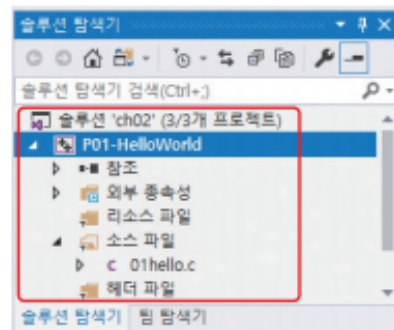 솔루션 탐색기
솔루션 탐색기 검색(Ctrl+;)
솔루션 'ch02' (3/3개 프로젝트)
P01-HelloWorld
참조
외부 종속성
리소스 파일
소스 파일
c 01hello.c
헤더 파일
솔루션 탐색기 팀 탐색기